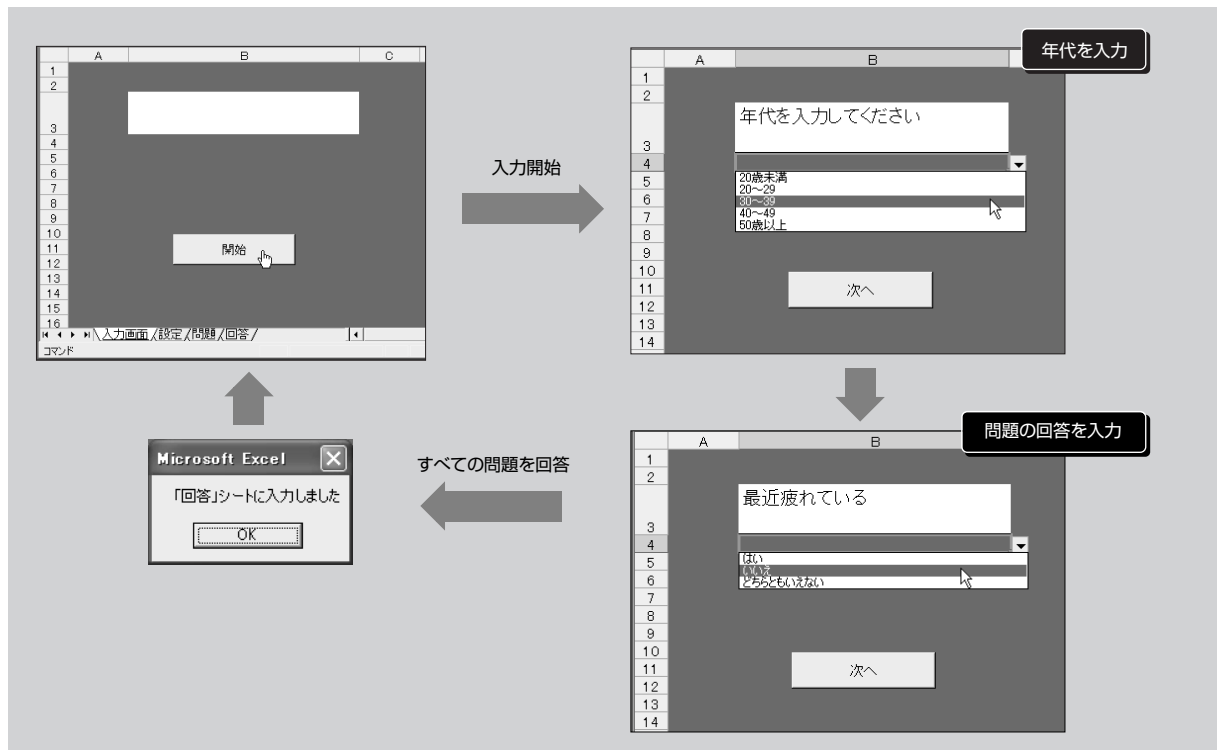 A B C
1
2
3
4
5
6
7
8
9
10
11
12
13
14
15
16
開始
入力画面 設定 問題 回答
コマンド
入力開始
年代を入力
A B
1
2
3
4
5
6
7
8
9
10
11
12
13
14
年代を入力してください
20歳未満
20～29
30～39
40～49
50歳以上
次へ
問題の回答を入力
A B
1
2
3
4
5
6
7
8
9
10
11
12
13
14
最近疲れている
はい
いいえ
どちらともいえない
次へ
すべての問題を回答
Microsoft Excel
「回答」シートに入力しました
OK